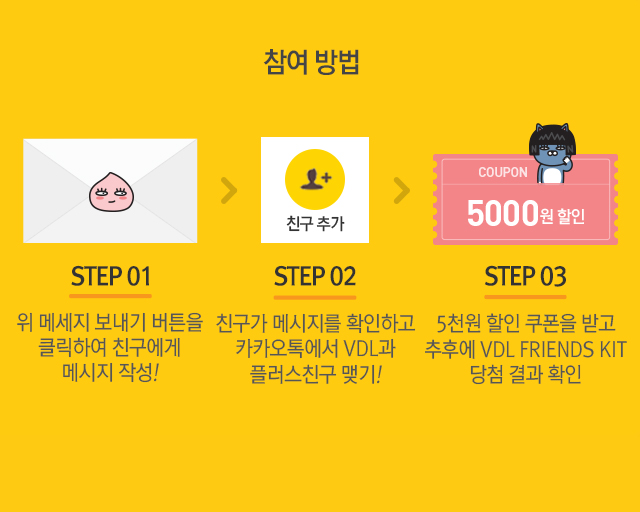 참여 방법
친구 추가
COUPON
5000원 할인
STEP 01
위 메세지 보내기 버튼을
클릭하여 친구에게
메시지 작성!
STEP 02
친구가 메시지를 확인하고
카카오톡에서 VDL과
플러스친구 맺기!
STEP 03
5천원 할인 쿠폰을 받고
추후에 VDL FRIENDS KIT
당첨 결과 확인